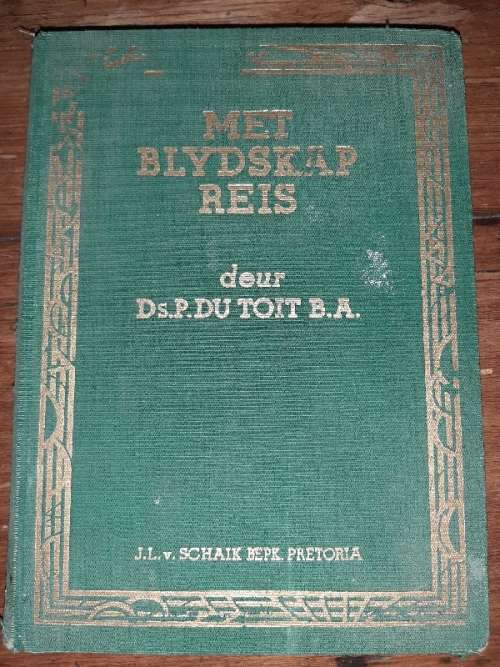 MET
BLYDSKAP
REIS
deur
Ds.P.DU TOIT B.A.
J.L.v. SCHAIK BEPK. PRETORIA